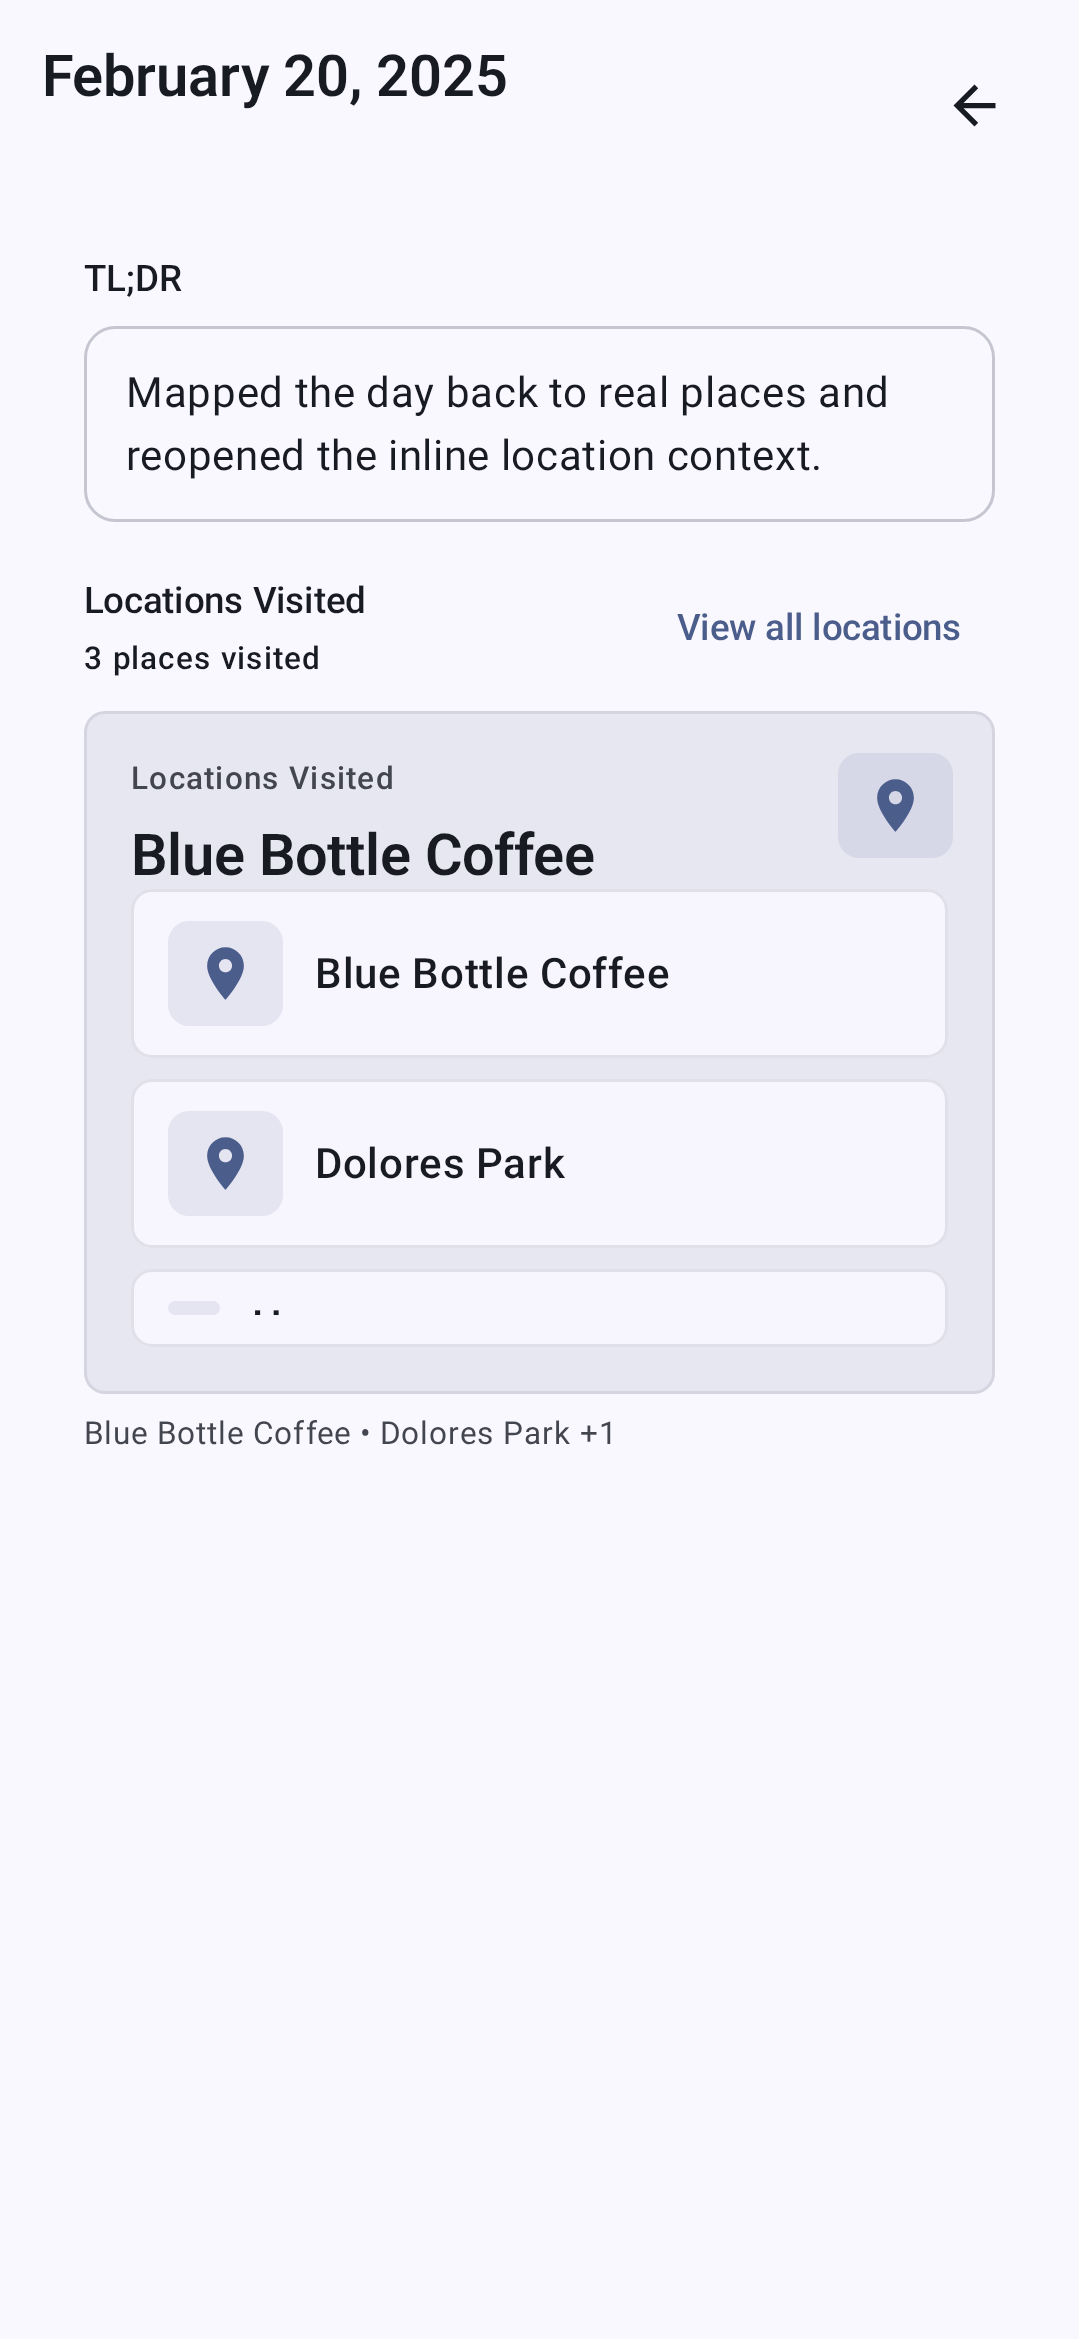 February 20, 2025
TL;DR
Mapped the day back to real places and
reopened the inline location context.
Locations Visited
3 places visited
View all locations
Locations Visited
Blue Bottle Coffee
Blue Bottle Coffee
Dolores Park
Blue Bottle Coffee • Dolores Park +1